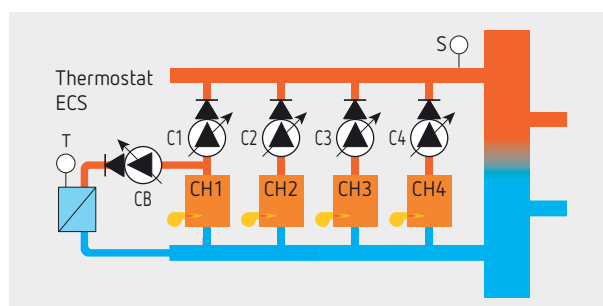 S
Thermostat
ECS
T
C1 C2 C3 C4
CB
CH1 CH2 CH3 CH4